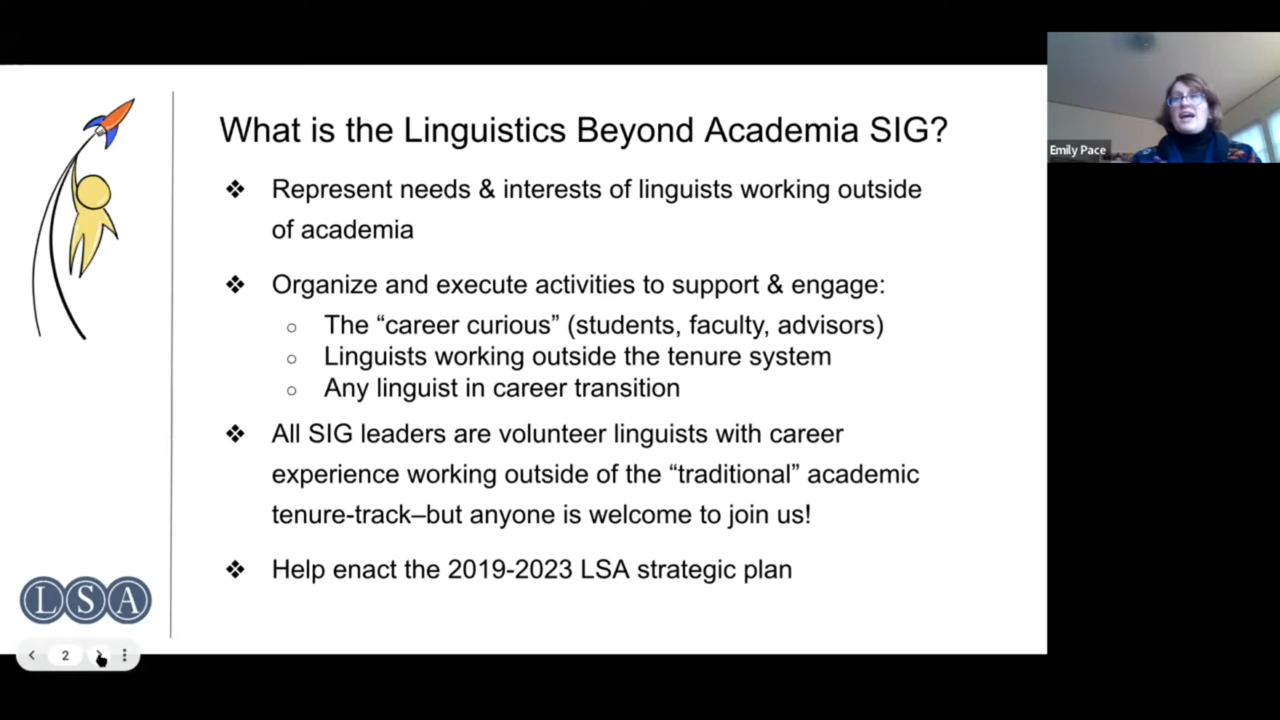 What is the Linguistics Beyond Academia SIG?
❖ Represent needs & interests of linguists working outside
of academia
❖ Organize and execute activities to support & engage:
○ The “career curious” (students, faculty, advisors)
○ Linguists working outside the tenure system
○ Any linguist in career transition
❖ All SIG leaders are volunteer linguists with career
experience working outside of the “traditional” academic
tenure-track–but anyone is welcome to join us!
❖ Help enact the 2019-2023 LSA strategic plan
LSA
2
Emily Pace